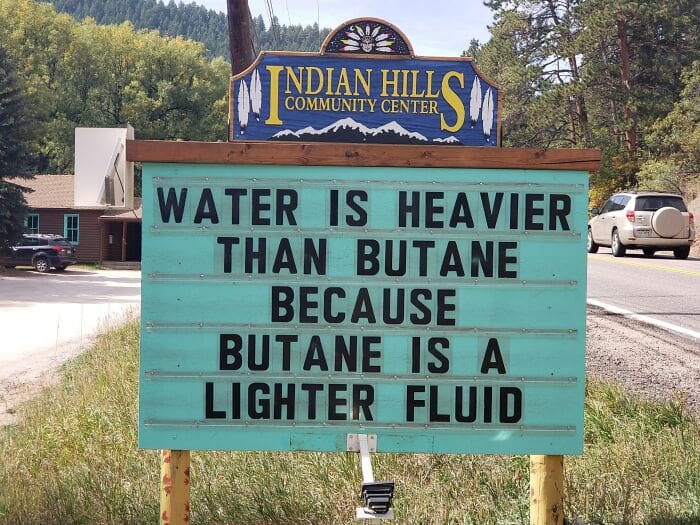 INDIAN HILLS
COMMUNITY CENTER
WATER IS HEAVIER
THAN BUTANE
BECAUSE
BUTANE IS A
LIGHTER FLUID